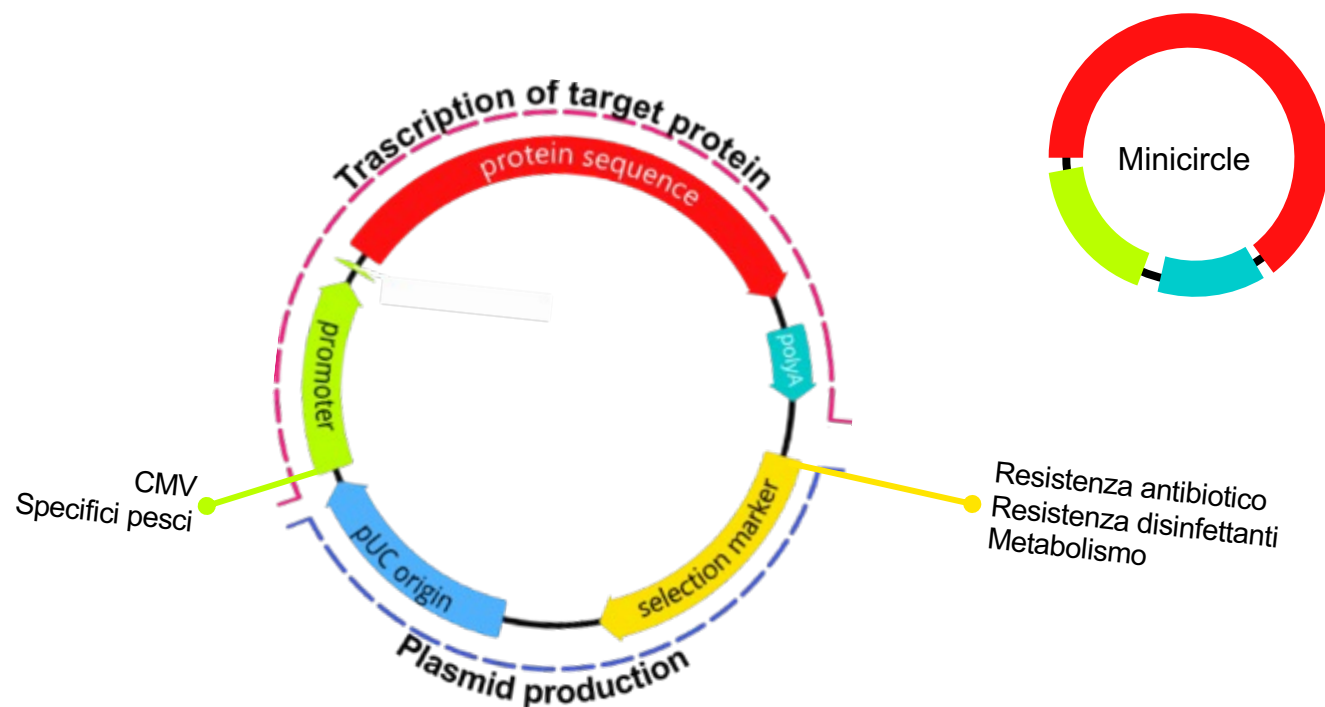 Trascription of target protein
protein sequence
Minicircle
promoter
polyA
CMV
Specifici pesci
Resistenza antibiotico
Resistenza disinfettanti
Metabolismo
pUC origin
selection marker
Plasmid production